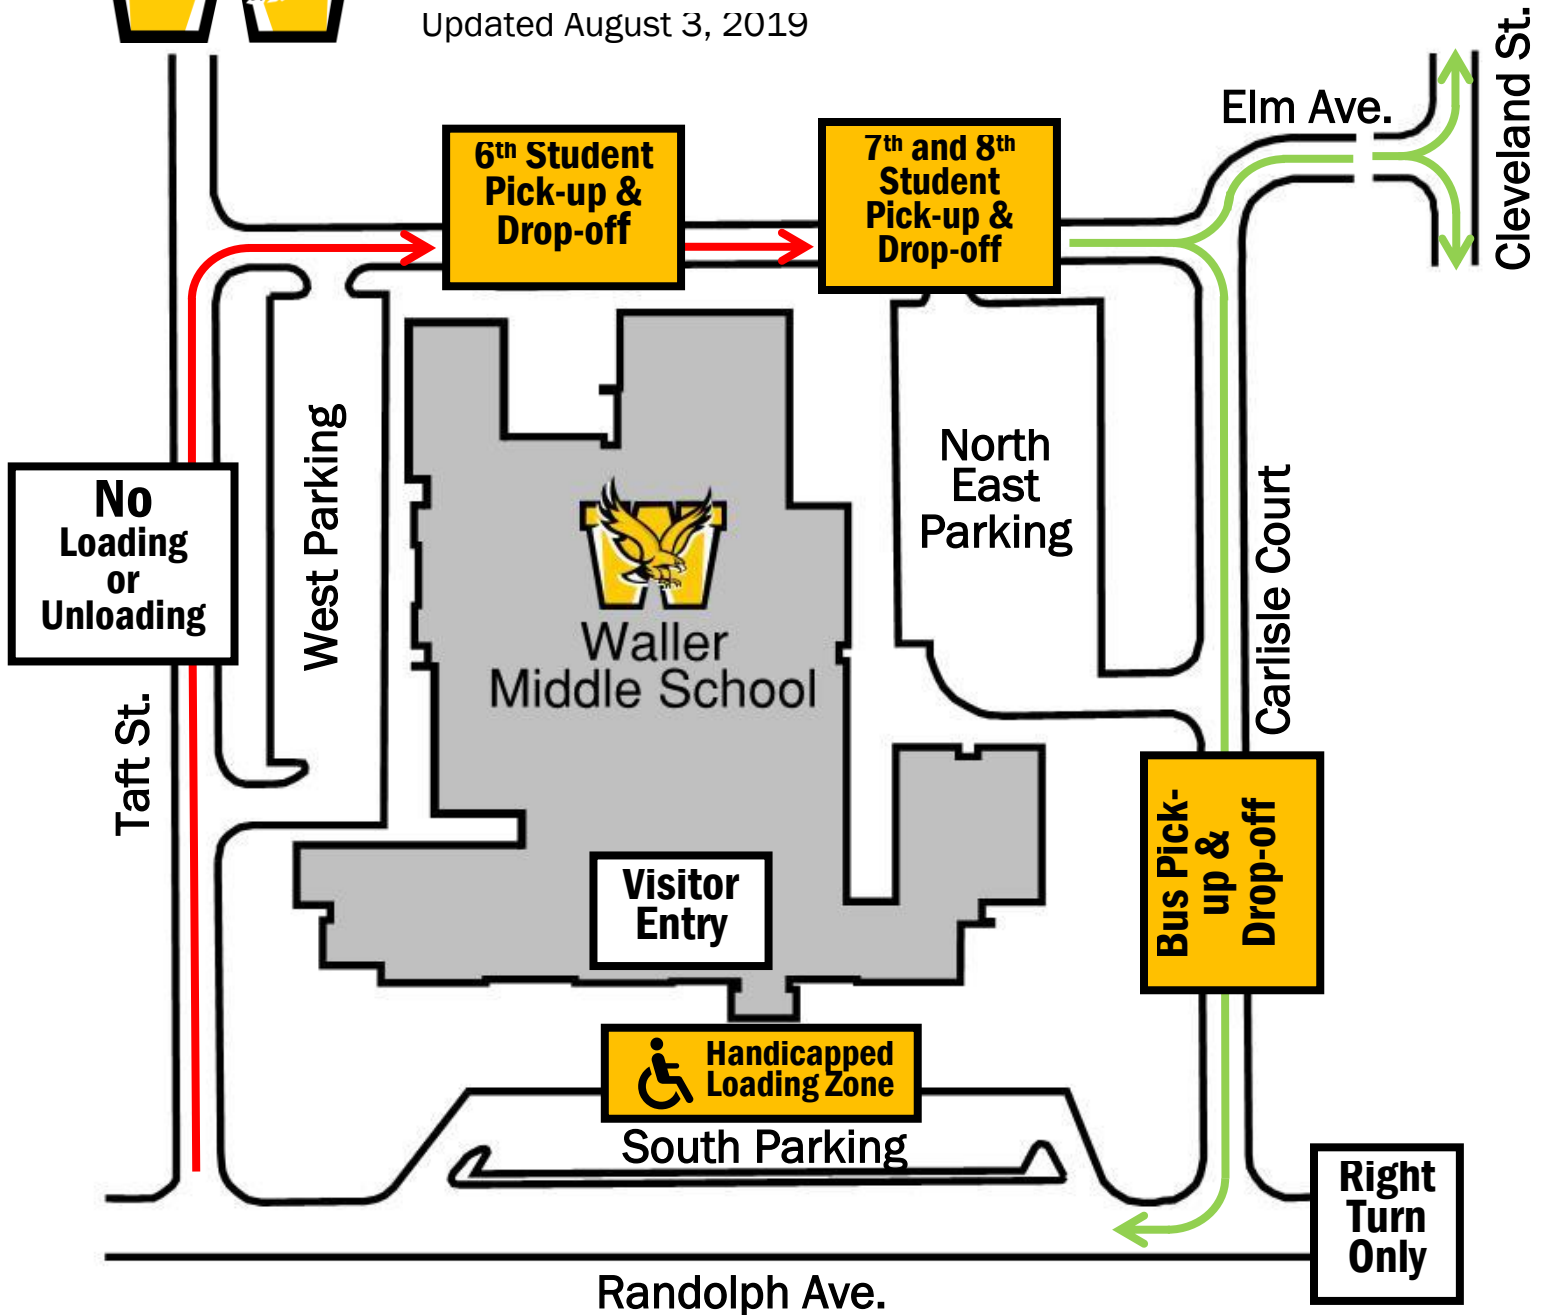 Updated August 3, 2019
Elm Ave.
Cleveland St.
6th Student
Pick-up &
Drop-off
7th and 8th
Student
Pick-up &
Drop-off
No
Loading
or
Unloading
West Parking
North
East
Parking
Carlisle Court
Taft St.
Waller
Middle School
Visitor
Entry
Bus Pick-
up &
Drop-off
Handicapped
Loading Zone
South Parking
Right
Turn
Only
Randolph Ave.